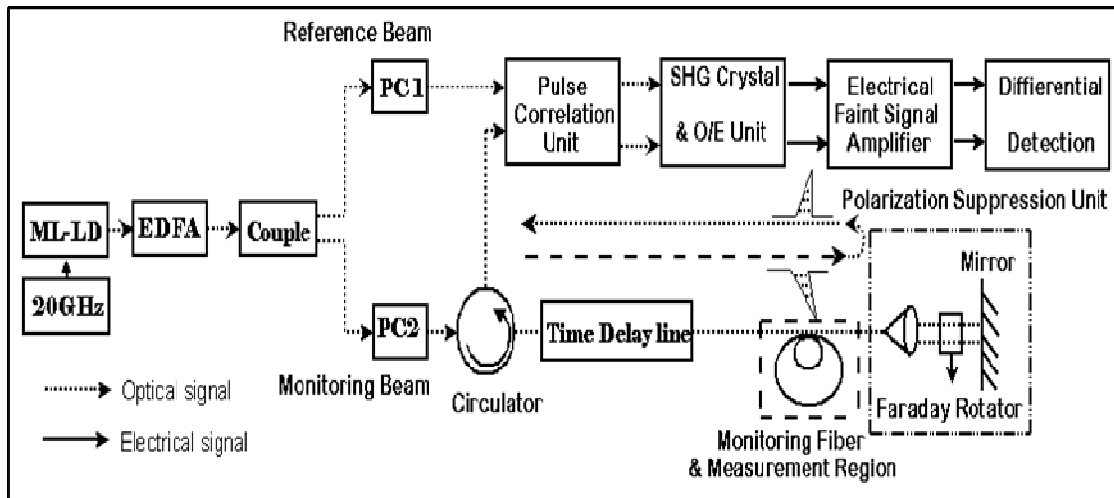 Reference Beam
PC1
Pulse
Correlation
Unit
SHG Crystal
& O/E Unit
Electrical
Faint Signal
Amplifier
Diffierential
Detection
Polarization Suppression Unit
ML-LD
EDFA
Couple
20GHz
PC2
Monitoring Beam
Circulator
Time Delay line
Mirror
Faraday Rotator
Monitoring Fiber
& Measurement Region
Optical signal
Electrical signal